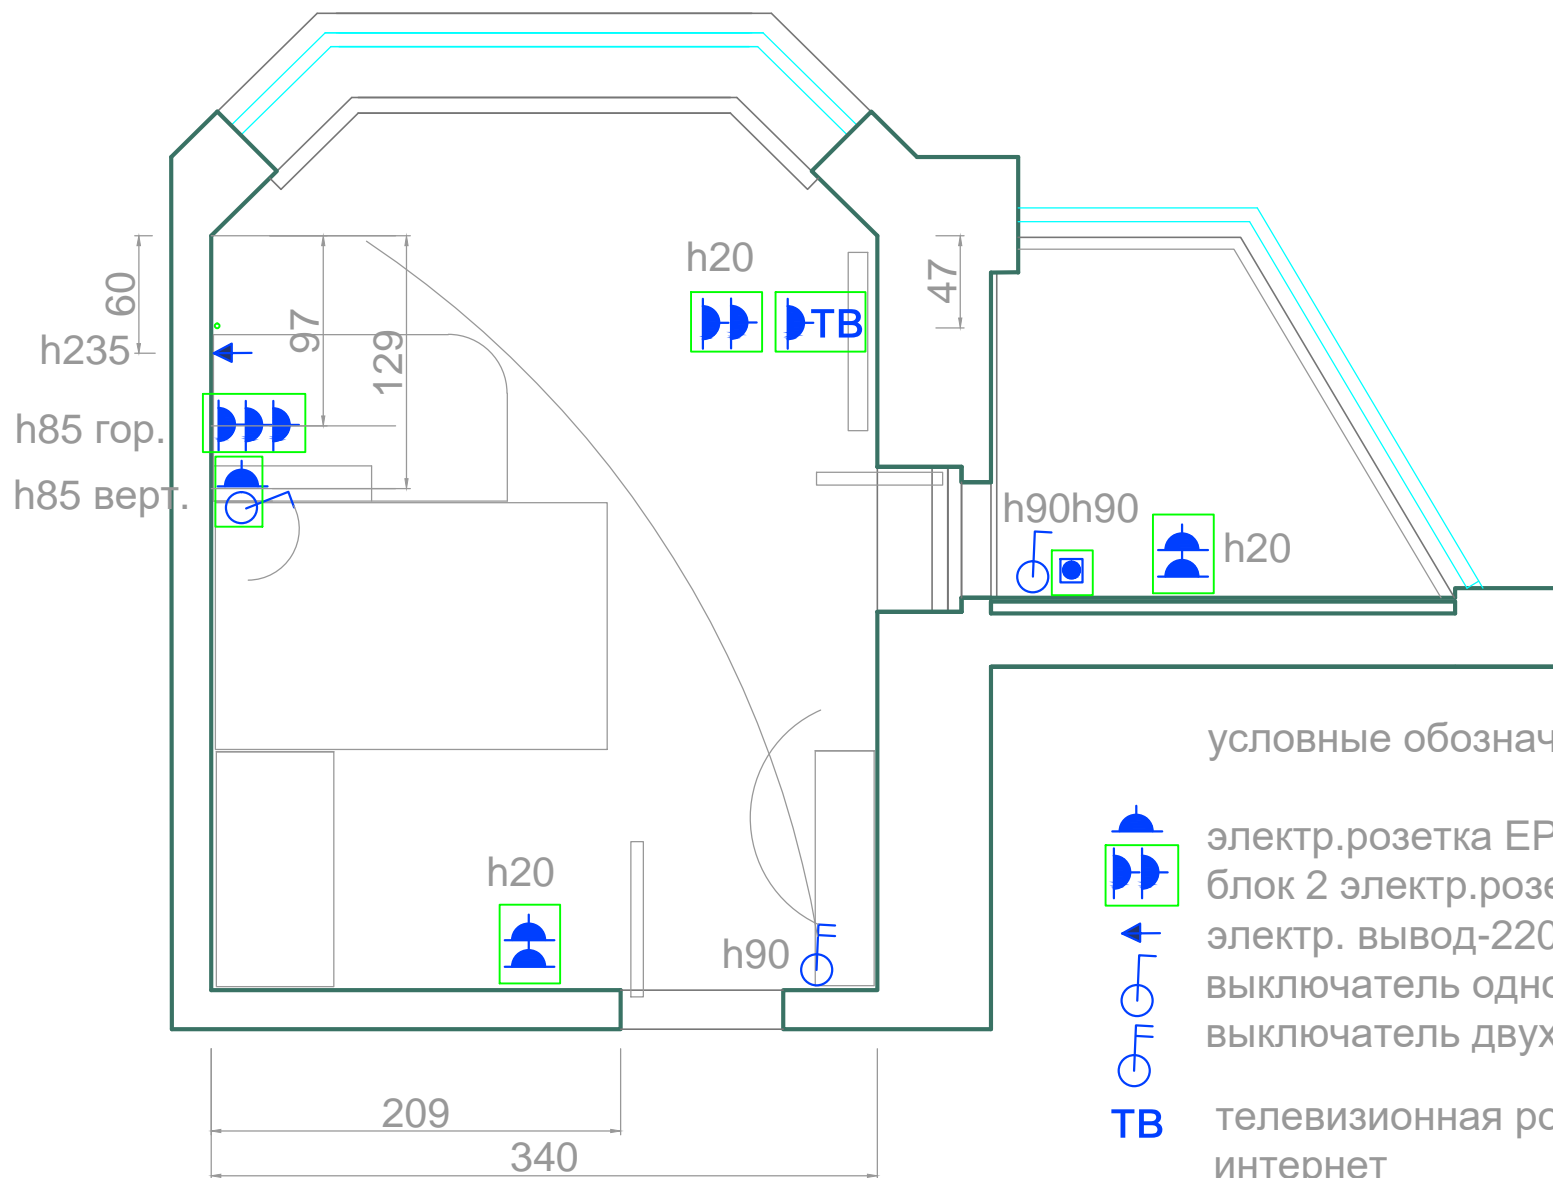 h20
60
47
97
h235
129
ТВ
h85 гор.
h85 верт.
h90h90
h20
условные обознач
электр.розетка ЕР
h20
блок 2 электр.розе
электр. вывод-220
h90
выключатель одно
выключатель двух
209
ТВ
телевизионная ро
340
интернет